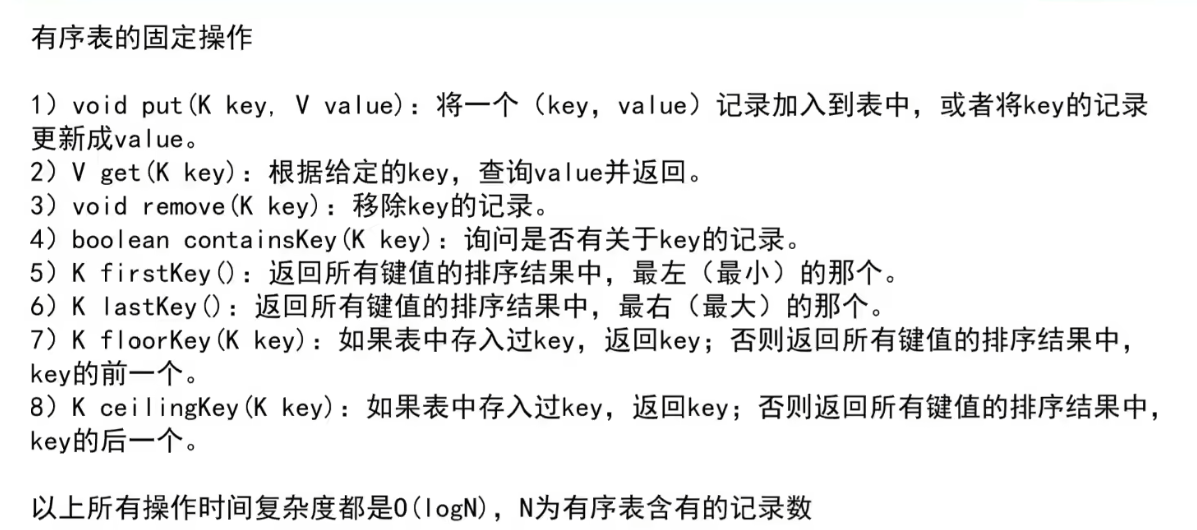 有序表的固定操作
1）void put(K key, V value)：将一个（key，value）记录加入到表中，或者将key的记录
更新成value。
2）V get(K key)：根据给定的key，查询value并返回。
3）void remove(K key)：移除key的记录。
4）boolean containsKey(K key)：询问是否有关于key的记录。
5）K firstKey()：返回所有键值的排序结果中，最左（最小）的那个。
6）K lastKey()：返回所有键值的排序结果中，最右（最大）的那个。
7）K floorKey(K key)：如果表中存入过key，返回key；否则返回所有键值的排序结果中，
key的前一个。
8）K ceilingKey(K key)：如果表中存入过key，返回key；否则返回所有键值的排序结果中，
key的后一个。
以上所有操作时间复杂度都是O(logN)，N为有序表含有的记录数